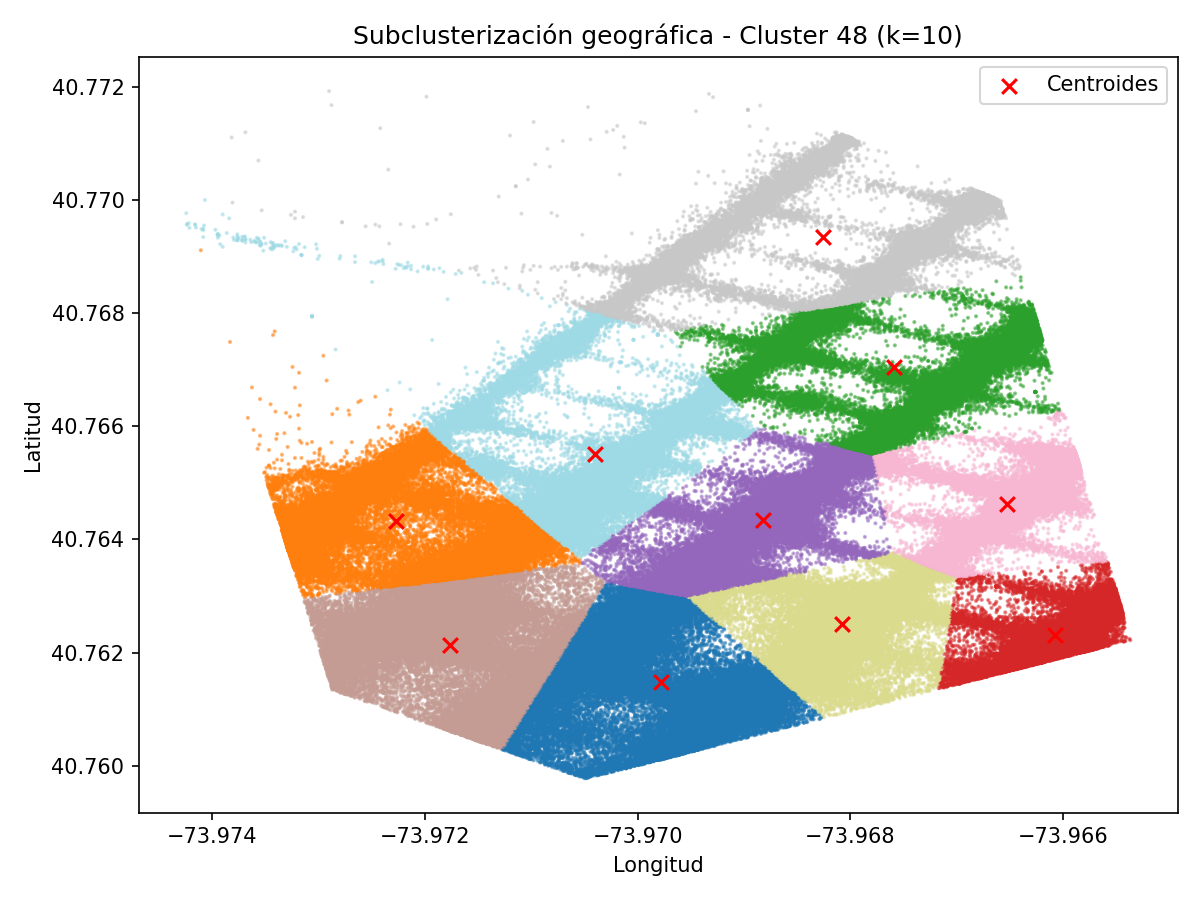 Subclusterización geográfica - Cluster 48 (k=10)
Centroides
Latitud
40.772
40.770
40.768
40.766
40.764
40.762
40.760
−73.974 −73.972 −73.970 −73.968 −73.966
Longitud